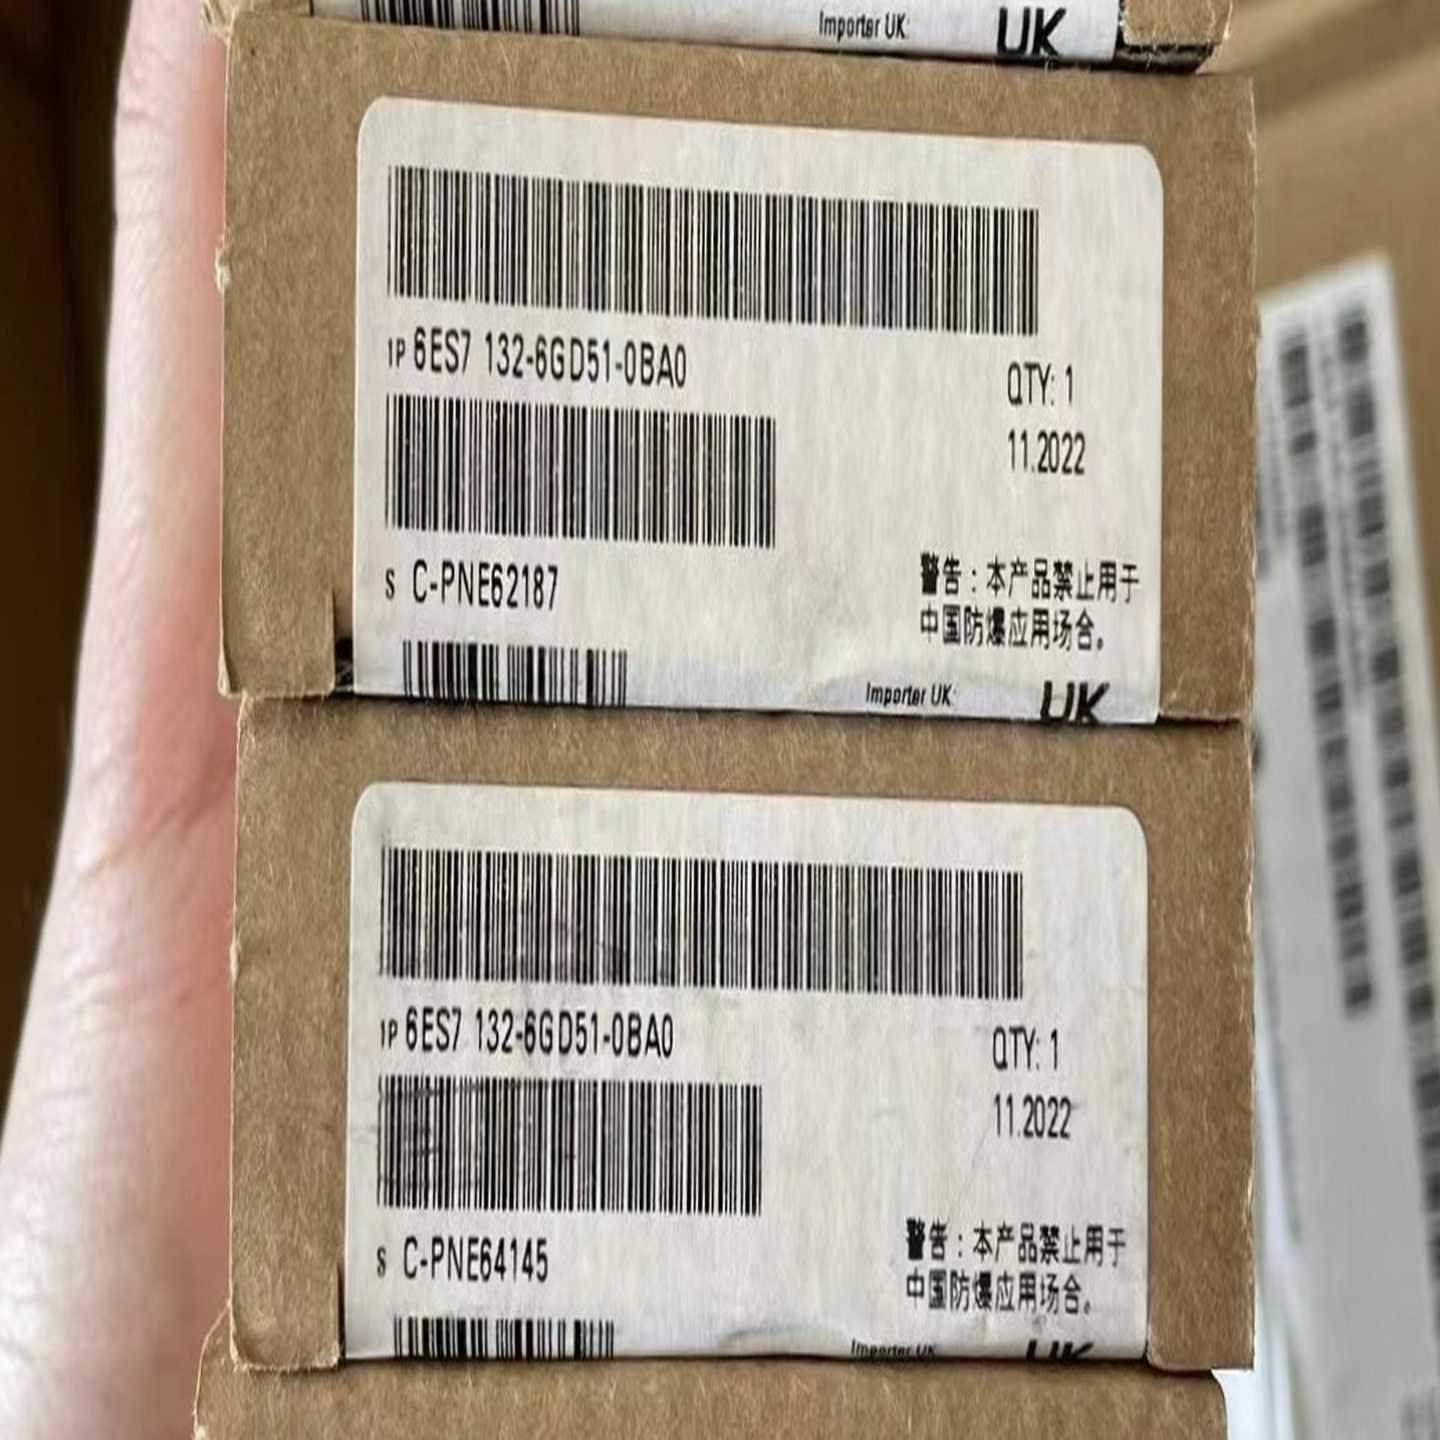 Importer UK:
UK
1P 6ES7 132-6GD51-0BA0
QTY: 1
11.2022
S C-PNE62187
警告：本产品禁止用于
中国防爆应用场合。
Importer UK:
UK
1P 6ES7 132-6GD51-0BA0
QTY: 1
11.2022
S C-PNE64145
警告：本产品禁止用于
中国防爆应用场合。
Importer UK:
UK